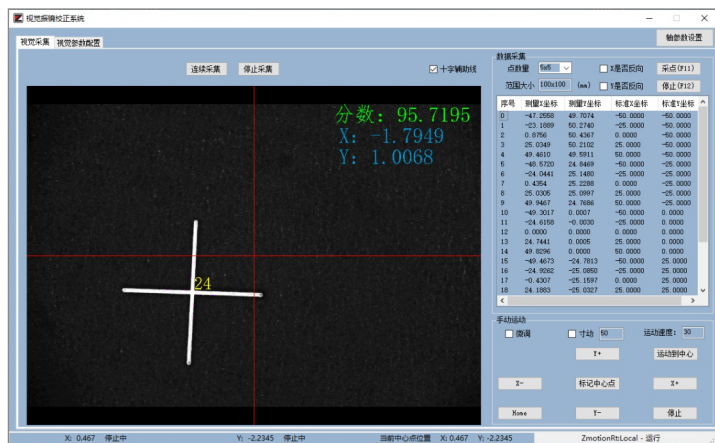 视觉振镜校正系统
视觉采集 视觉参数配置
轴参数设置
连续采集 停止采集 十字辅助线
分数: 95.7195
X: -1.7949
Y: 1.0068
24
数据采集
点数量 5x5 X是否反向 采点(F11)
范围大小 100x100 (mm) Y是否反向 停止(F12)
序号 测量X坐标 测量Y坐标 标准X坐标 标准Y坐标
0 -47.2558 49.7074 -50.0000 -50.0000
1 -23.1889 50.2740 -25.0000 -50.0000
2 0.8756 50.4367 0.0000 -50.0000
3 25.0349 50.2102 25.0000 -50.0000
4 49.4610 49.5911 50.0000 -50.0000
5 -48.5720 24.8469 -50.0000 -25.0000
6 -24.0441 25.1480 -25.0000 -25.0000
7 0.4354 25.2288 0.0000 -25.0000
8 25.0305 25.0997 25.0000 -25.0000
9 49.9467 24.7686 50.0000 -25.0000
10 -49.3017 0.0007 -50.0000 0.0000
11 -24.6158 -0.0030 -25.0000 0.0000
12 0.0000 0.0000 0.0000 0.0000
13 24.7441 0.0005 25.0000 0.0000
14 49.8296 0.0000 50.0000 0.0000
15 -49.4673 -24.7813 -50.0000 25.0000
16 -24.9262 -25.0850 -25.0000 25.0000
17 -0.4307 -25.1597 0.0000 25.0000
18 24.1883 -25.0327 25.0000 25.0000
手动运动
微调 寸动 50 运动速度: 30
Y+ 运动到中心
X- 标记中心点 X+
Home Y- 停止
X: 0.467 停止中 Y: -2.2345 停止中 当前中心点位置 X: 0.467 Y: -2.2345 ZmotionRt:Local - 运行